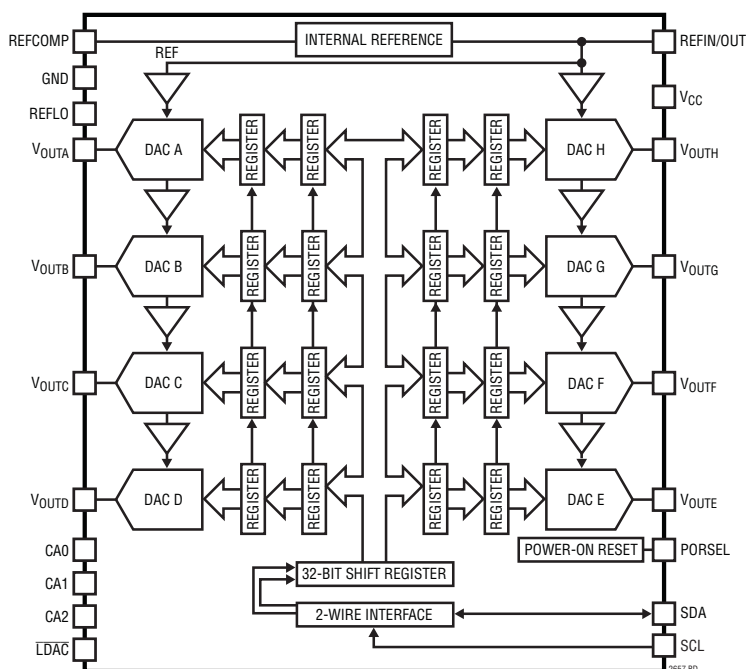 REFCOMP
INTERNAL REFERENCE
REFIN/OUT
REF
GND
VCC
REFLO
VOUTA
DAC A
REGISTER
REGISTER
REGISTER
REGISTER
DAC H
VOUTH
VOUTB
DAC B
REGISTER
REGISTER
REGISTER
REGISTER
DAC G
VOUTG
VOUTC
DAC C
REGISTER
REGISTER
REGISTER
REGISTER
DAC F
VOUTF
VOUTD
DAC D
REGISTER
REGISTER
REGISTER
REGISTER
DAC E
VOUTE
CA0
POWER-ON RESET
PORSEL
CA1
32-BIT SHIFT REGISTER
CA2
2-WIRE INTERFACE
SDA
LDAC
SCL
2657 BD